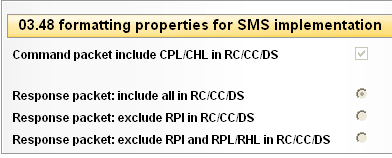 03.48 formatting properties for SMS implementation
Command packet include CPL/CHL in RC/CC/DS
Response packet: include all in RC/CC/DS
Response packet: exclude RPI in RC/CC/DS
Response packet: exclude RPI and RPL/RHL in RC/CC/DS